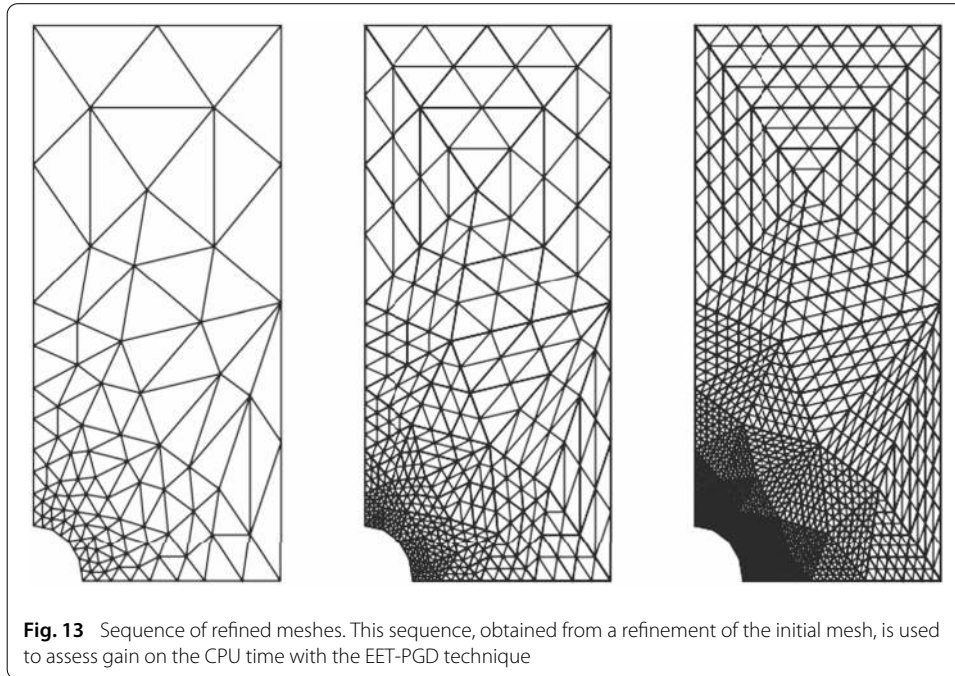 Fig. 13 Sequence of refined meshes. This sequence, obtained from a refinement of the initial mesh, is used
to assess gain on the CPU time with the EET-PGD technique